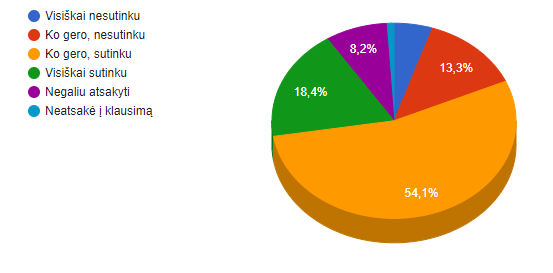 Visiškai nesutinku
Ko gero, nesutinku
Ko gero, sutinku
Visiškai sutinku
Negaliu atsakyti
Neatsakė į klausimą
8,2%
13,3%
18,4%
54,1%